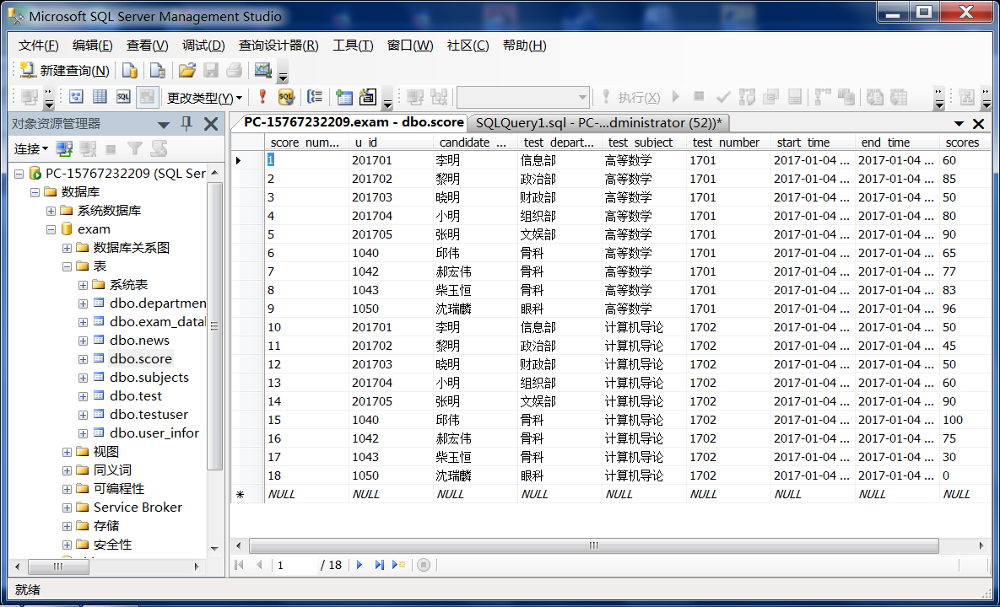 Microsoft SQL Server Management Studio
文件(F) 编辑(E) 查看(V) 调试(D) 查询设计器(R) 工具(T) 窗口(W) 社区(C) 帮助(H)
新建查询(N)
SQL 更改类型(Y) SQL 执行(X)
对象资源管理器
连接
PC-15767232209 (SQL Ser
数据库
系统数据库
exam
数据库关系图
表
系统表
dbo.departmen
dbo.exam_datal
dbo.news
dbo.score
dbo.subjects
dbo.test
dbo.testuser
dbo.user_infor
视图
同义词
可编程性
Service Broker
存储
安全性
PC-15767232209.exam - dbo.score SQLQuery1.sql - PC-...dministrator (52))*
score_num... u_id candidate_... test_depart... test_subject test_number start_time end_time scores
1 201701 李明 信息部 高等数学 1701 2017-01-04 ... 2017-01-04 ... 60
2 201702 黎明 政治部 高等数学 1701 2017-01-04 ... 2017-01-04 ... 85
3 201703 晓明 财政部 高等数学 1701 2017-01-04 ... 2017-01-04 ... 50
4 201704 小明 组织部 高等数学 1701 2017-01-04 ... 2017-01-04 ... 80
5 201705 张明 文娱部 高等数学 1701 2017-01-04 ... 2017-01-04 ... 90
6 1040 邱伟 骨科 高等数学 1701 2017-01-04 ... 2017-01-04 ... 65
7 1042 郝宏伟 骨科 高等数学 1701 2017-01-04 ... 2017-01-04 ... 77
8 1043 柴玉恒 骨科 高等数学 1701 2017-01-04 ... 2017-01-04 ... 83
9 1050 沈瑞麟 眼科 高等数学 1701 2017-01-04 ... 2017-01-04 ... 96
10 201701 李明 信息部 计算机导论 1702 2017-01-04 ... 2017-01-04 ... 50
11 201702 黎明 政治部 计算机导论 1702 2017-01-04 ... 2017-01-04 ... 45
12 201703 晓明 财政部 计算机导论 1702 2017-01-04 ... 2017-01-04 ... 50
13 201704 小明 组织部 计算机导论 1702 2017-01-04 ... 2017-01-04 ... 60
14 201705 张明 文娱部 计算机导论 1702 2017-01-04 ... 2017-01-04 ... 90
15 1040 邱伟 骨科 计算机导论 1702 2017-01-04 ... 2017-01-04 ... 100
16 1042 郝宏伟 骨科 计算机导论 1702 2017-01-04 ... 2017-01-04 ... 75
17 1043 柴玉恒 骨科 计算机导论 1702 2017-01-04 ... 2017-01-04 ... 30
18 1050 沈瑞麟 眼科 计算机导论 1702 2017-01-04 ... 2017-01-04 ... 0
* NULL NULL NULL NULL NULL NULL NULL NULL NULL
1 / 18
就绪